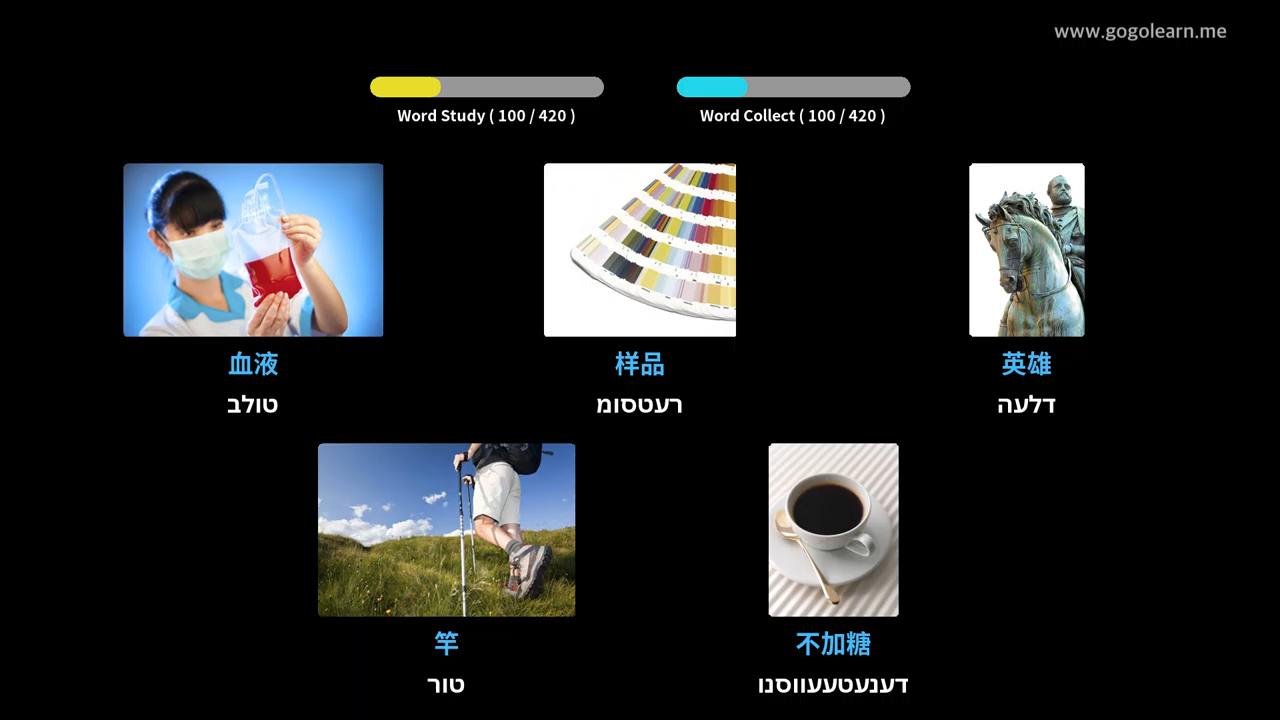 www.gogolearn.me
Word Study ( 100 / 420 )
Word Collect ( 100 / 420 )
血液
טולב
样品
רעטסומ
英雄
דלעה
竿
טור
不加糖
דענעטעעווסנו